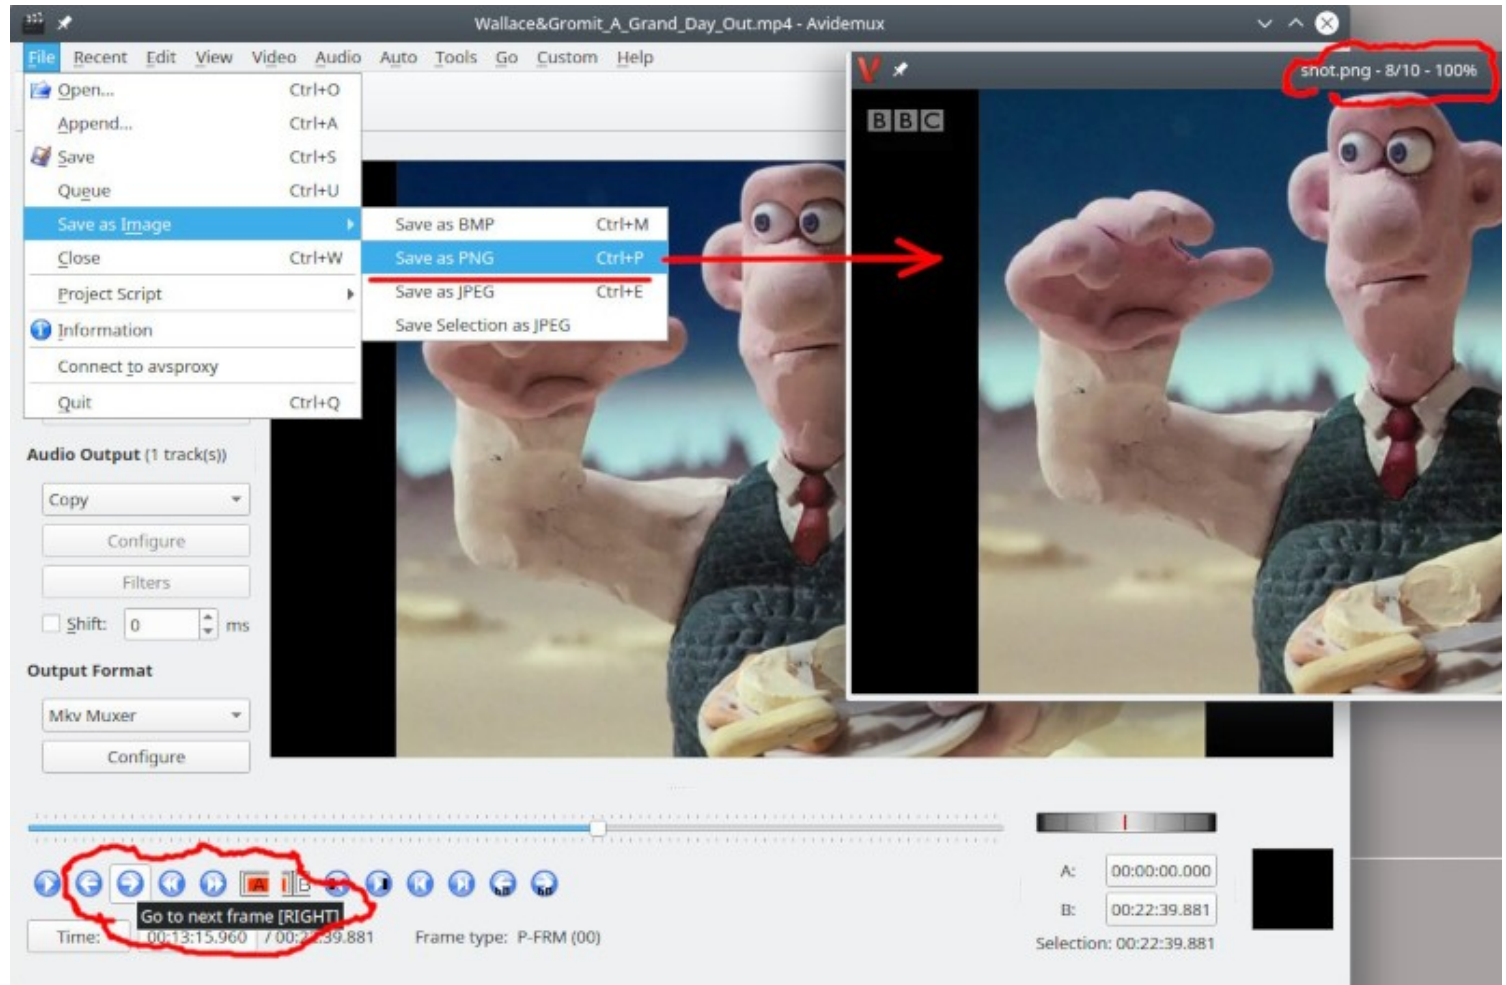 Wallace&Gromit_A_Grand_Day_Out.mp4 - Avidemux
File Recent Edit View Video Audio Auto Tools Go Custom Help
snot.png - 8/10 - 100%
Open... Ctrl+O
Append... Ctrl+A
Save Ctrl+S
Queue Ctrl+U
Save as Image
Close Ctrl+W
Project Script
Information
Connect to avsproxy
Quit Ctrl+Q
Save as BMP Ctrl+M
Save as PNG Ctrl+P
Save as JPEG Ctrl+E
Save Selection as JPEG
BBC
Audio Output (1 track(s))
Copy
Configure
Filters
Shift: 0 ms
Output Format
Mkv Muxer
Configure
A B
60 60
Go to next frame [RIGHT]
Time: 00:13:15.960 / 00:22:39.881 Frame type: P-FRM (00)
A: 00:00:00.000
B: 00:22:39.881
Selection: 00:22:39.881